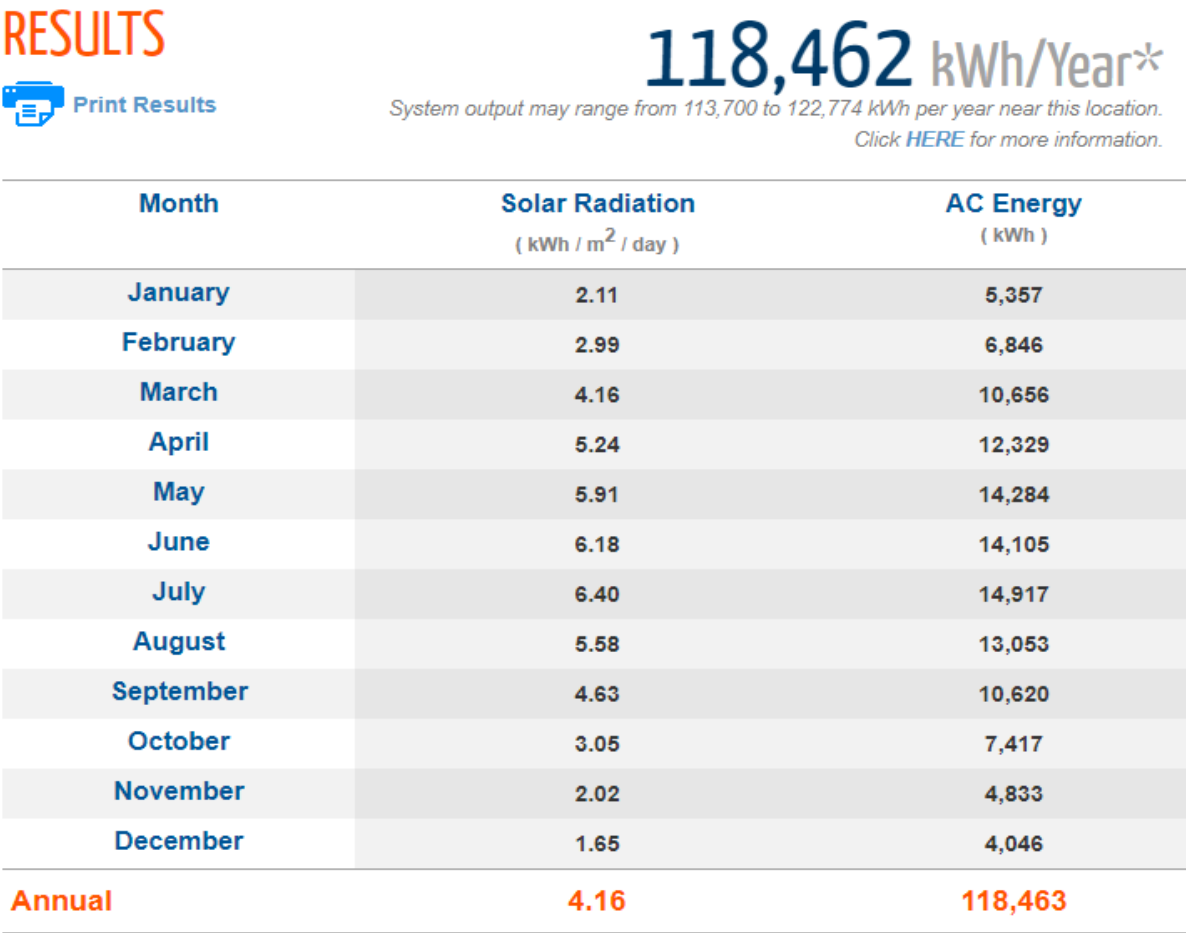 RESULTS
118,462 kWh/Year*
Print Results
System output may range from 113,700 to 122,774 kWh per year near this location.
Click HERE for more information.
Month Solar Radiation AC Energy
( kWh / m² / day ) ( kWh )
January 2.11 5,357
February 2.99 6,846
March 4.16 10,656
April 5.24 12,329
May 5.91 14,284
June 6.18 14,105
July 6.40 14,917
August 5.58 13,053
September 4.63 10,620
October 3.05 7,417
November 2.02 4,833
December 1.65 4,046
Annual 4.16 118,463